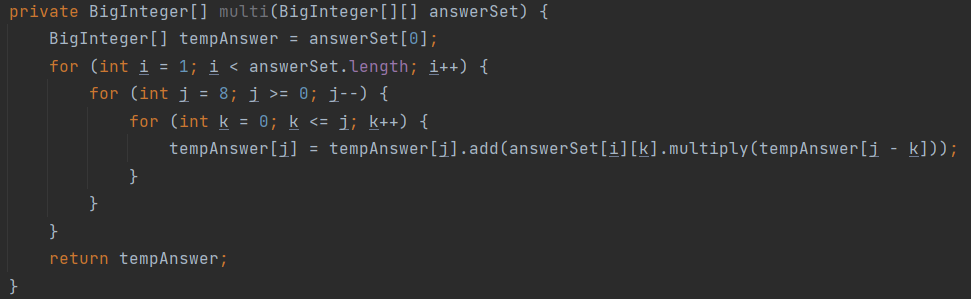 private BigInteger[] multi(BigInteger[][] answerSet) {
    BigInteger[] tempAnswer = answerSet[0];
    for (int i = 1; i < answerSet.length; i++) {
        for (int j = 8; j >= 0; j--) {
            for (int k = 0; k <= j; k++) {
                tempAnswer[j] = tempAnswer[j].add(answerSet[i][k].multiply(tempAnswer[j - k]));
            }
        }
    }
    return tempAnswer;
}